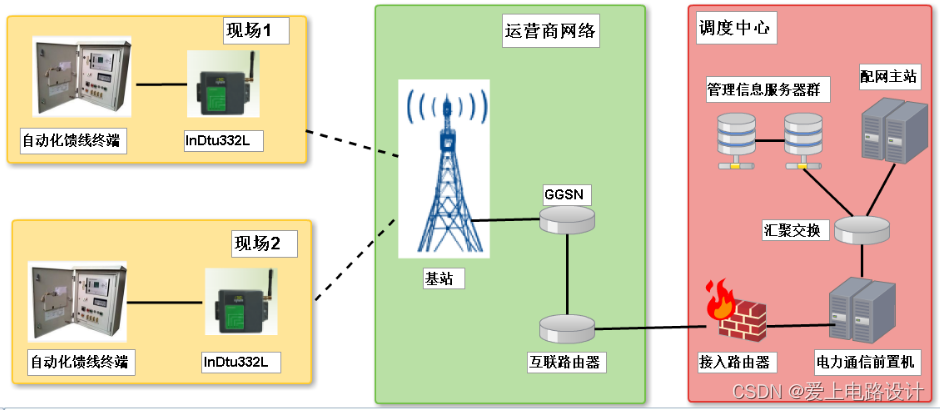 现场1
自动化馈线终端
InDtu332L
现场2
自动化馈线终端
InDtu332L
运营商网络
基站
GGSN
互联路由器
调度中心
管理信息服务器群
配网主站
汇聚交换
接入路由器
电力通信前置机
CSDN @爱上电路设计